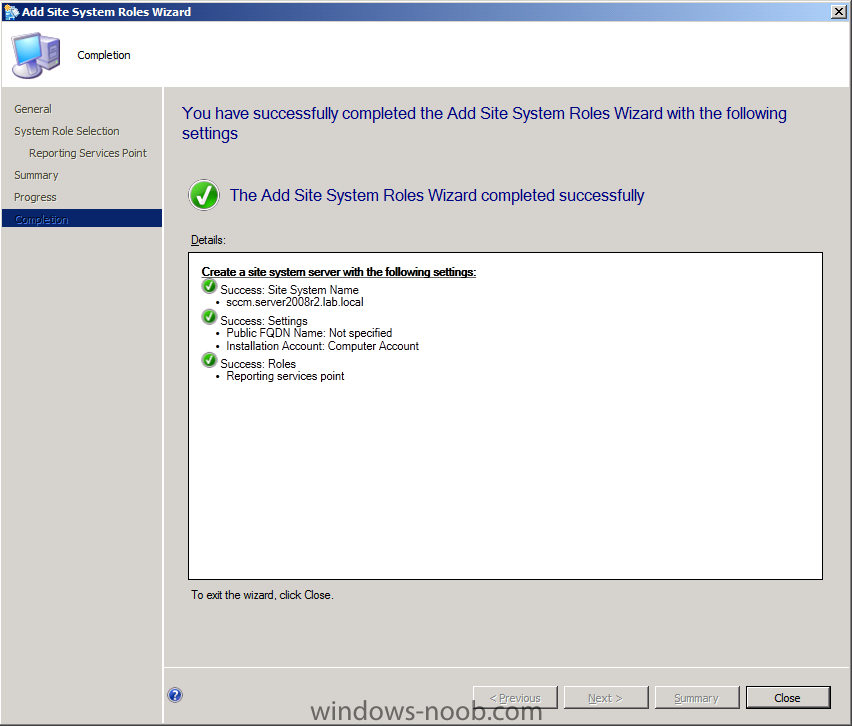 Add Site System Roles Wizard
Completion
General
System Role Selection
Reporting Services Point
Summary
Progress
Completion
You have successfully completed the Add Site System Roles Wizard with the following
settings
The Add Site System Roles Wizard completed successfully
Details:
Create a site system server with the following settings:
Success: Site System Name
• sccm.server2008r2.lab.local
Success: Settings
• Public FQDN Name: Not specified
• Installation Account: Computer Account
Success: Roles
• Reporting services point
To exit the wizard, click Close.
< Previous
Next >
Summary
Close
windows-noob.com